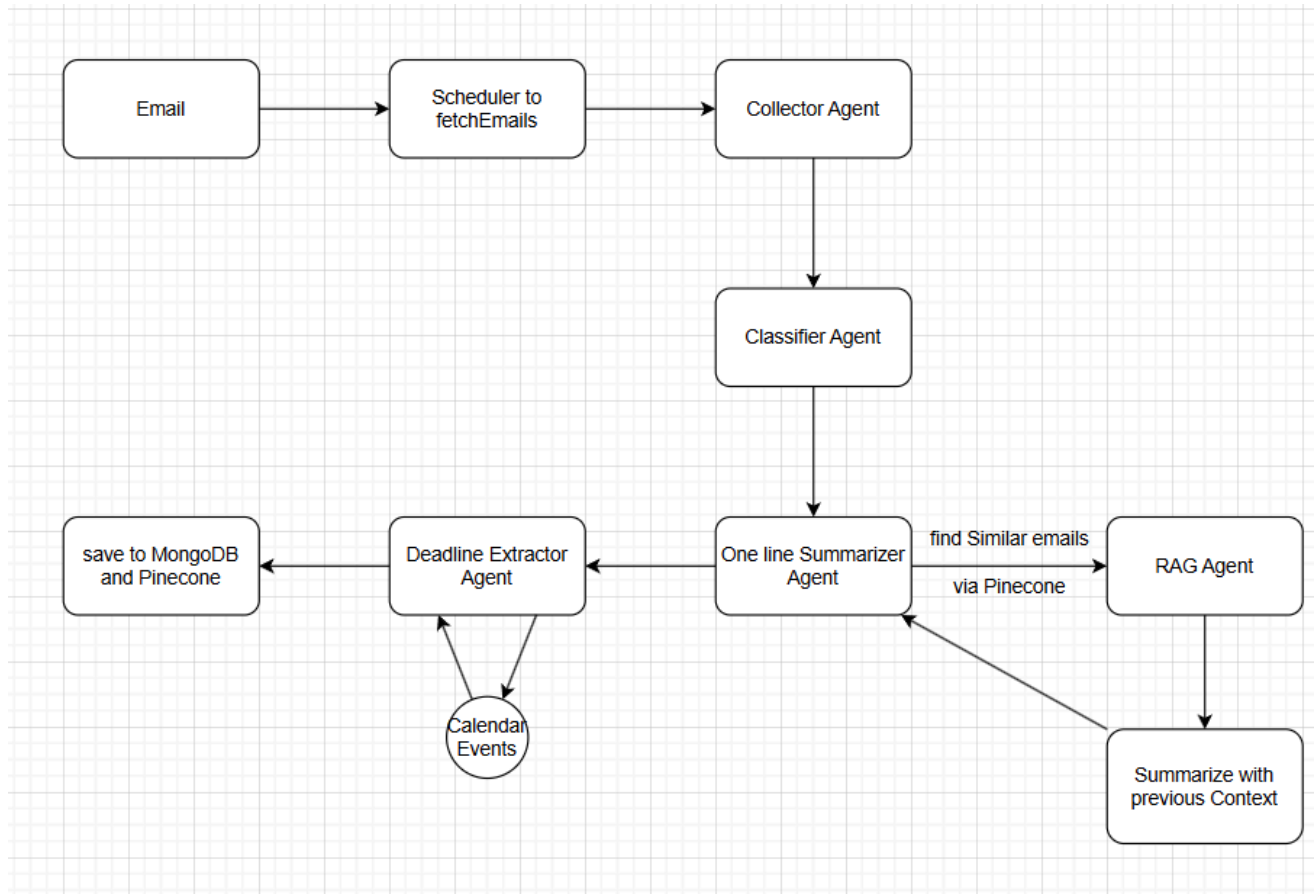 Email
Scheduler to
fetchEmails
Collector Agent
Classifier Agent
save to MongoDB
and Pinecone
Deadline Extractor
Agent
One line Summarizer
Agent
find Similar emails
via Pinecone
RAG Agent
Calendar
Events
Summarize with
previous Context